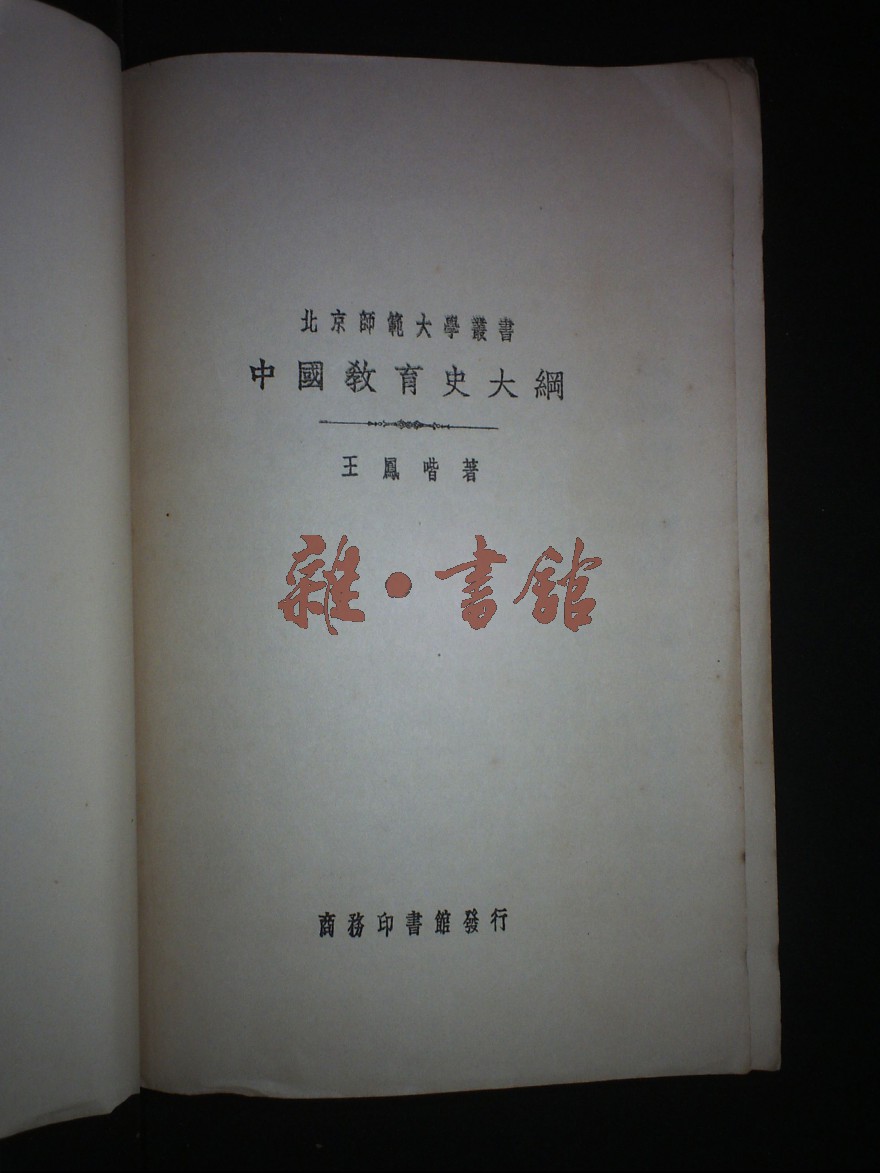 北京師範大學叢書
中國教育史大綱
王鳳喈著
雜·書館
商務印書館發行